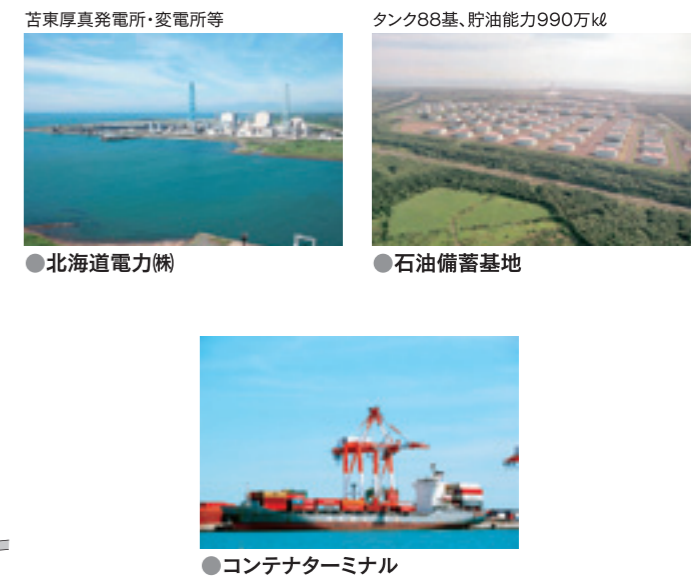 苫東厚真発電所・変電所等
タンク88基、貯油能力990万㎘
●北海道電力㈱
●石油備蓄基地
●コンテナターミナル